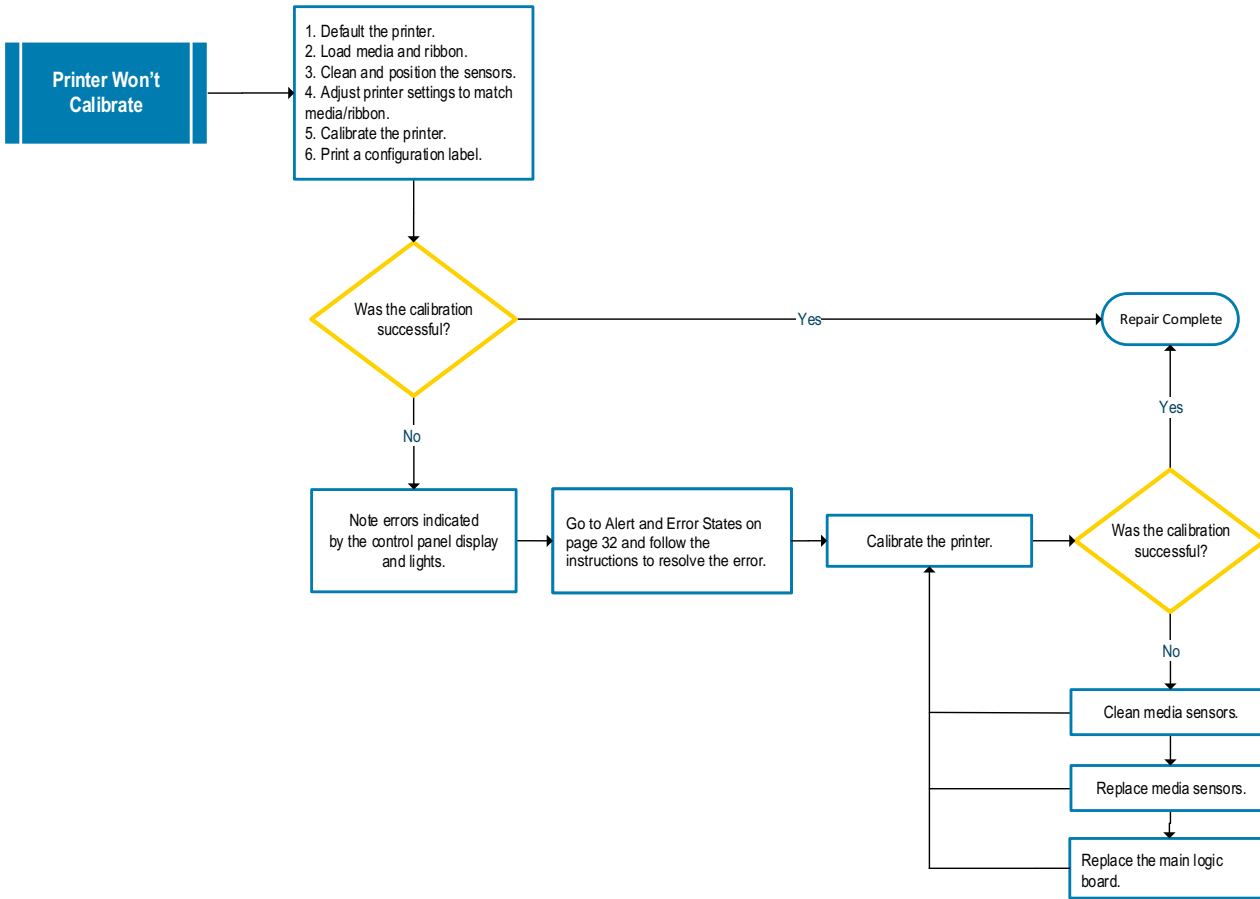 Printer Won't
Calibrate
1. Default the printer.
2. Load media and ribbon.
3. Clean and position the sensors.
4. Adjust printer settings to match
media/ribbon.
5. Calibrate the printer.
6. Print a configuration label.
Was the calibration
successful?
Yes
Repair Complete
Yes
No
Note errors indicated
by the control panel display
and lights.
Go to Alert and Error States on
page 32 and follow the
instructions to resolve the error.
Calibrate the printer.
Was the calibration
successful?
No
Clean media sensors.
Replace media sensors.
Replace the main logic
board.